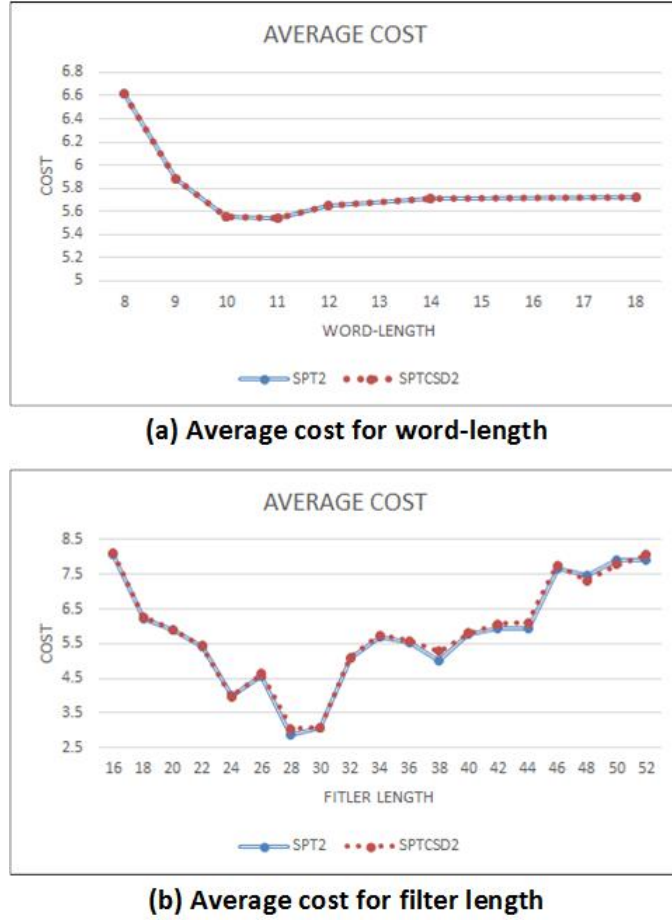 AVERAGE COST
6.8
6.6
6.4
6.2
6
5.8
5.6
5.4
5.2
5
COST
8 9 10 11 12 13 14 15 16 17 18
WORD-LENGTH
SPT2 SPTCSD2
(a) Average cost for word-length
AVERAGE COST
8.5
7.5
6.5
5.5
4.5
3.5
2.5
COST
16 18 20 22 24 26 28 30 32 34 36 38 40 42 44 46 48 50 52
FITLER LENGTH
SPT2 SPTCSD2
(b) Average cost for filter length